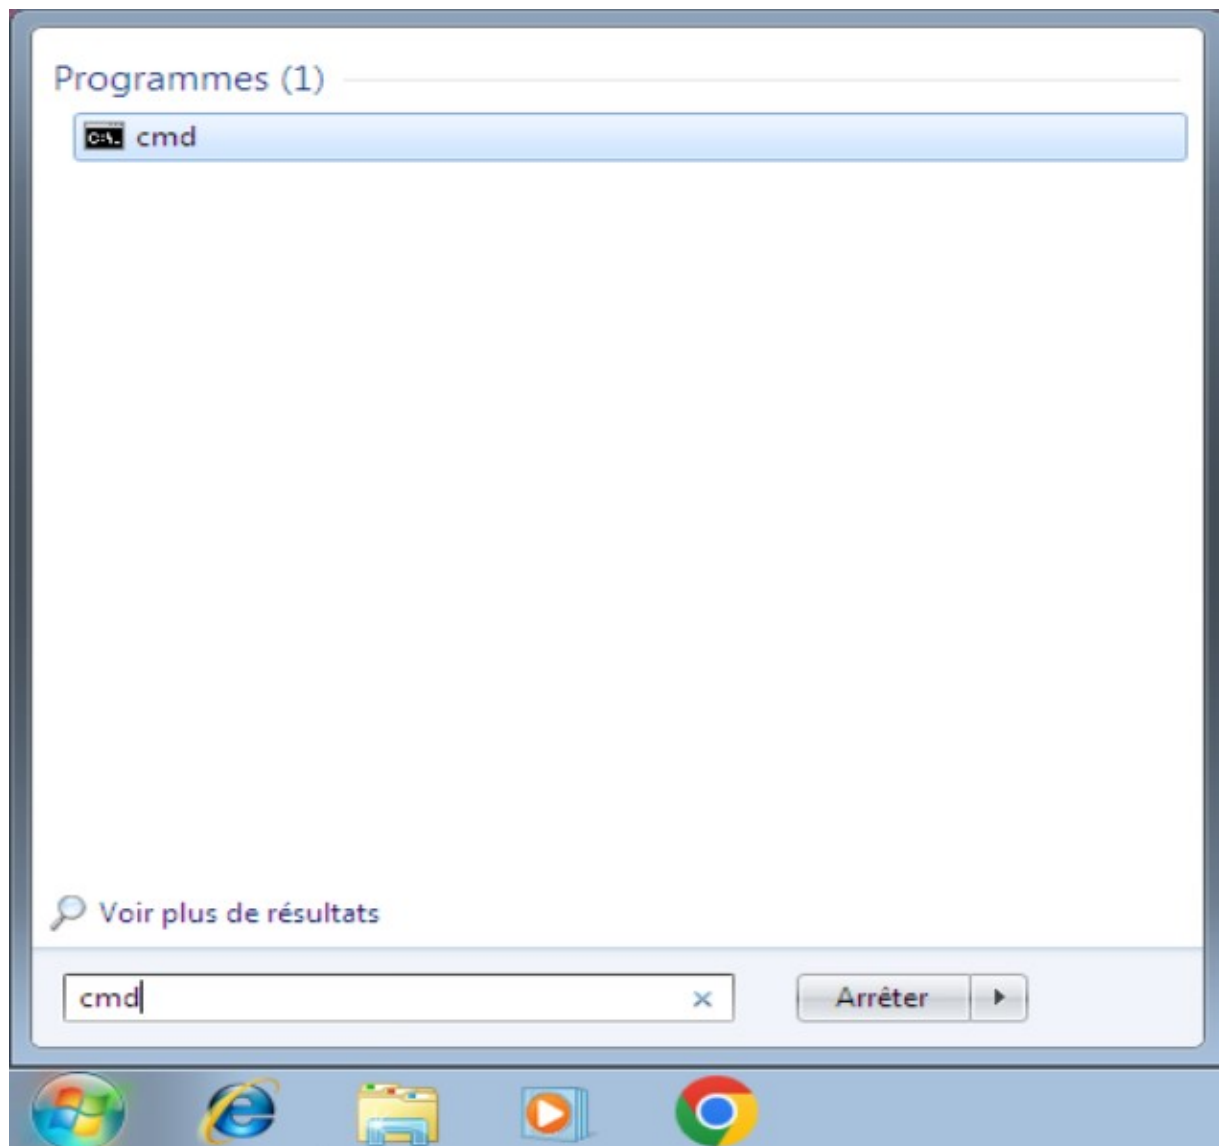 Programmes (1)
C:\. cmd
Voir plus de résultats
cmd
Arrêter